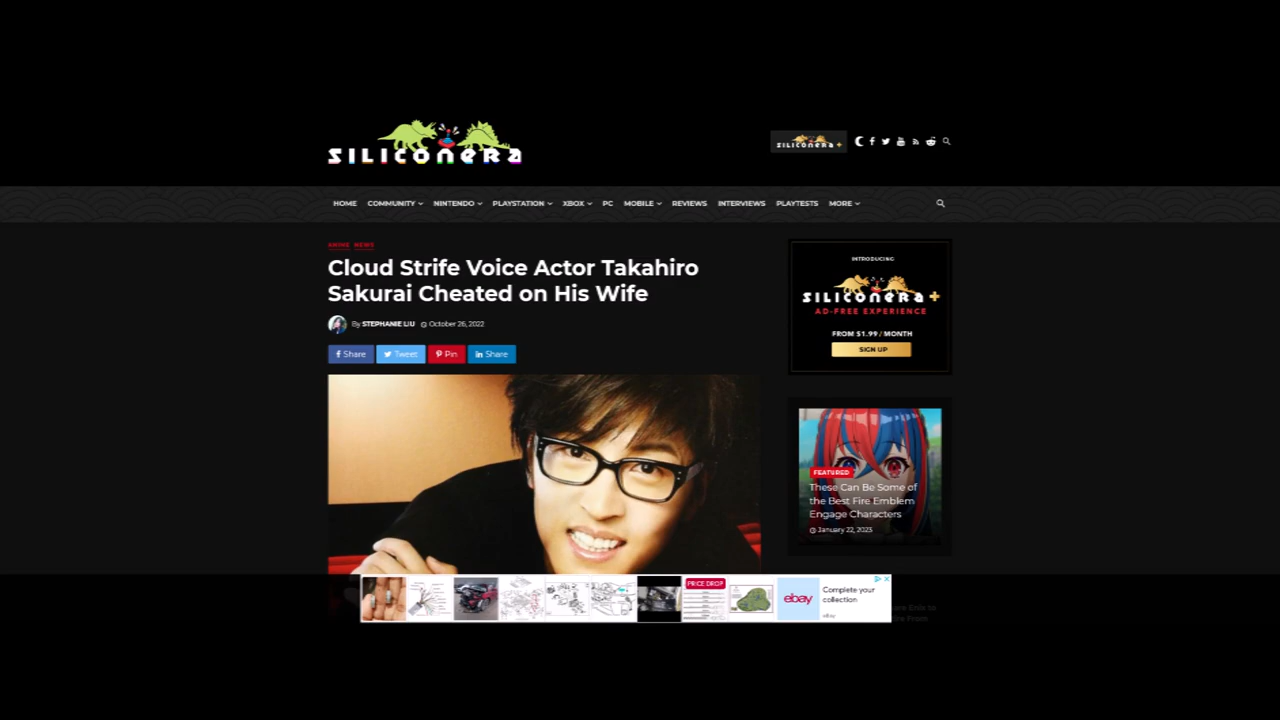 SILICONERA
SILICONERA +
HOME COMMUNITY NINTENDO PLAYSTATION XBOX PC MOBILE REVIEWS INTERVIEWS PLAYTESTS MORE
ANIME NEWS
Cloud Strife Voice Actor Takahiro
Sakurai Cheated on His Wife
By STEPHANIE LIU October 26, 2022
Share Tweet Pin Share
INTRODUCING
SILICONERA +
AD-FREE EXPERIENCE
FROM $1.99 / MONTH
SIGN UP
FEATURED
These Can Be Some of
the Best Fire Emblem
Engage Characters
January 22, 2023
PRICE DROP
ebay
Complete your
collection
eBay